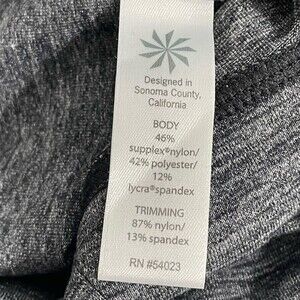 Designed in
Sonoma County,
California
BODY
46%
supplex®nylon/
42% polyester/
12%
lycra®spandex
TRIMMING
87% nylon/
13% spandex
RN #54023